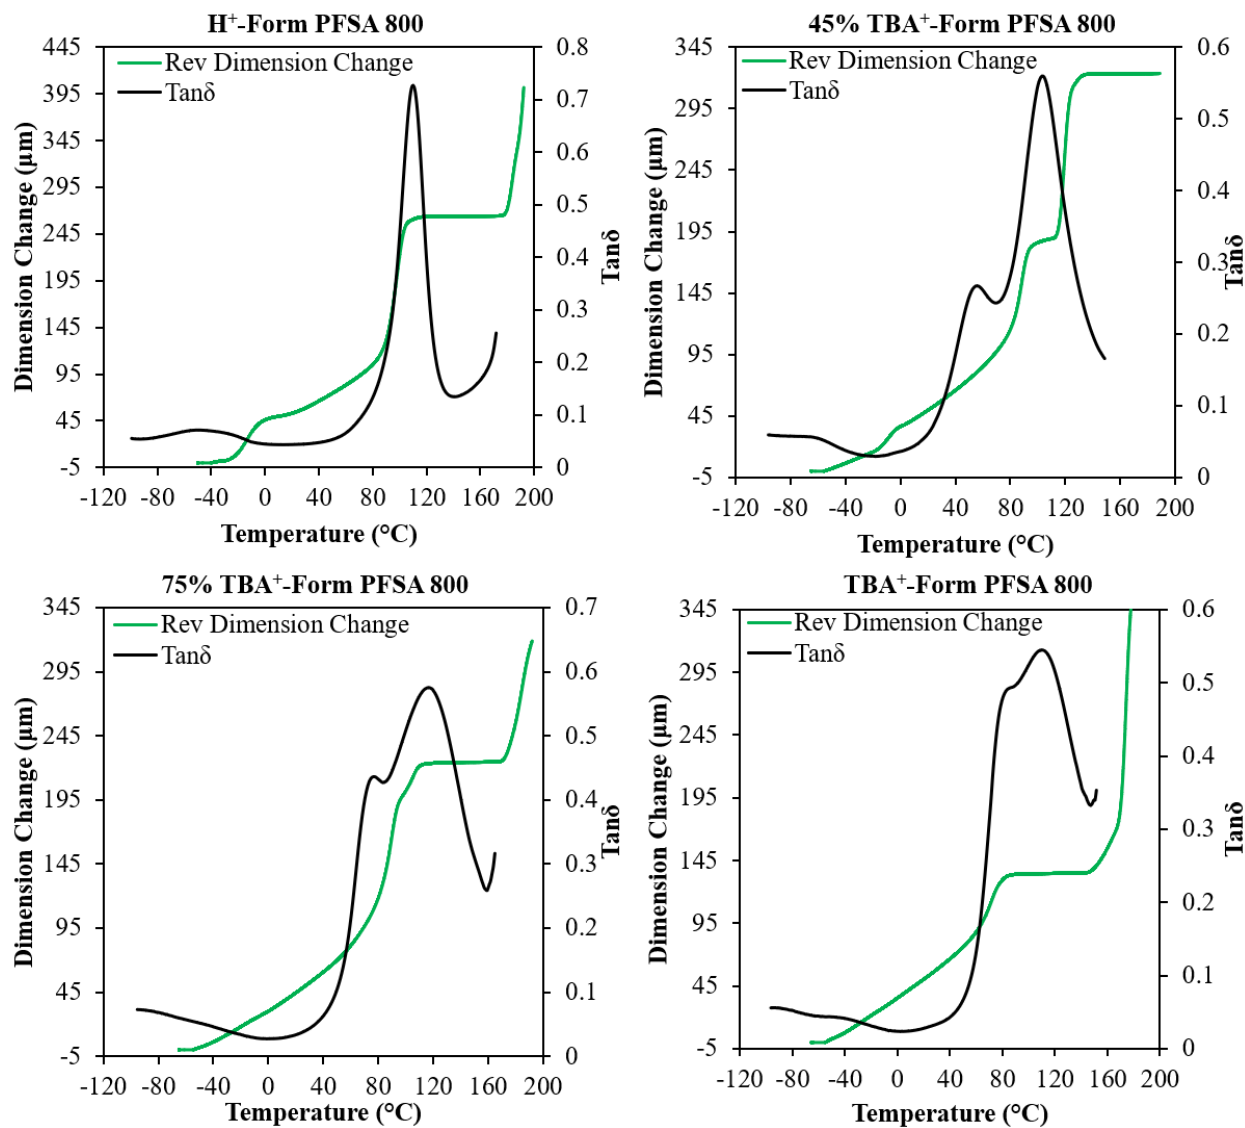 H⁺-Form PFSA 800
Rev Dimension Change
Tanδ
445
395
345
295
245
195
145
95
45
-5
0.8
0.7
0.6
0.5
0.4
0.3
0.2
0.1
0
-120 -80 -40 0 40 80 120 160 200
Dimension Change (μm)
Tanδ
Temperature (°C)
45% TBA⁺-Form PFSA 800
Rev Dimension Change
Tanδ
345
295
245
195
145
95
45
-5
0.6
0.5
0.4
0.3
0.2
0.1
0
-120 -80 -40 0 40 80 120 160 200
Dimension Change (μm)
Tanδ
Temperature (°C)
75% TBA⁺-Form PFSA 800
Rev Dimension Change
Tanδ
345
295
245
195
145
95
45
-5
0.7
0.6
0.5
0.4
0.3
0.2
0.1
0
-120 -80 -40 0 40 80 120 160 200
Dimension Change (μm)
Tanδ
Temperature (°C)
TBA⁺-Form PFSA 800
Rev Dimension Change
Tanδ
345
295
245
195
145
95
45
-5
0.6
0.5
0.4
0.3
0.2
0.1
0
-120 -80 -40 0 40 80 120 160 200
Dimension Change (μm)
Tanδ
Temperature (°C)